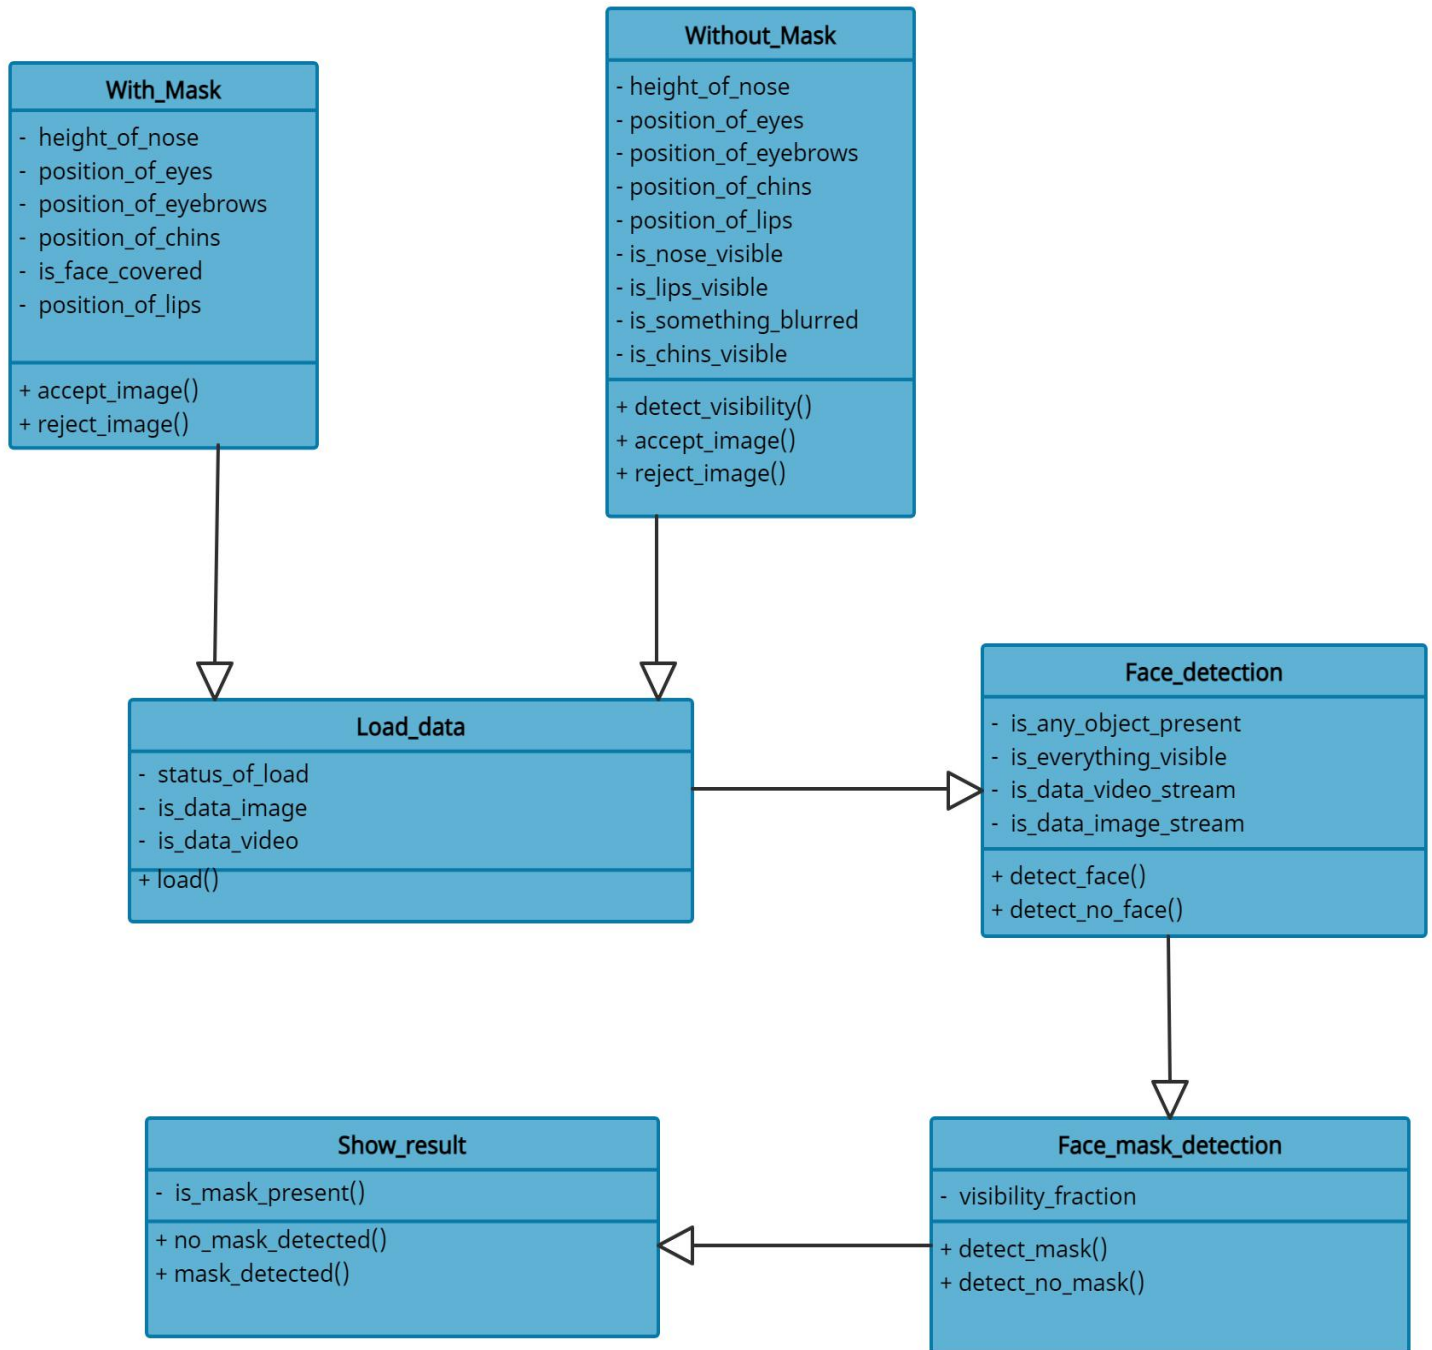 With_Mask
- height_of_nose
- position_of_eyes
- position_of_eyebrows
- position_of_chins
- is_face_covered
- position_of_lips
+ accept_image()
+ reject_image()
Without_Mask
- height_of_nose
- position_of_eyes
- position_of_eyebrows
- position_of_chins
- position_of_lips
- is_nose_visible
- is_lips_visible
- is_something_blurred
- is_chins_visible
+ detect_visibility()
+ accept_image()
+ reject_image()
Load_data
- status_of_load
- is_data_image
- is_data_video
+ load()
Face_detection
- is_any_object_present
- is_everything_visible
- is_data_video_stream
- is_data_image_stream
+ detect_face()
+ detect_no_face()
Show_result
- is_mask_present()
+ no_mask_detected()
+ mask_detected()
Face_mask_detection
- visibility_fraction
+ detect_mask()
+ detect_no_mask()